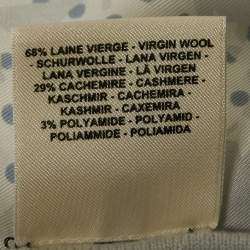 68% LAINE VIERGE - VIRGIN WOOL
- SCHURWOLLE - LANA VIRGEN -
LANA VERGINE - LÃ VIRGEN
29% CACHEMIRE - CASHMERE -
KASCHMIR - CACHEMIRA -
KASHMIR - CAXEMIRA
3% POLYAMIDE - POLYAMID -
POLIAMMIDE - POLIAMIDA